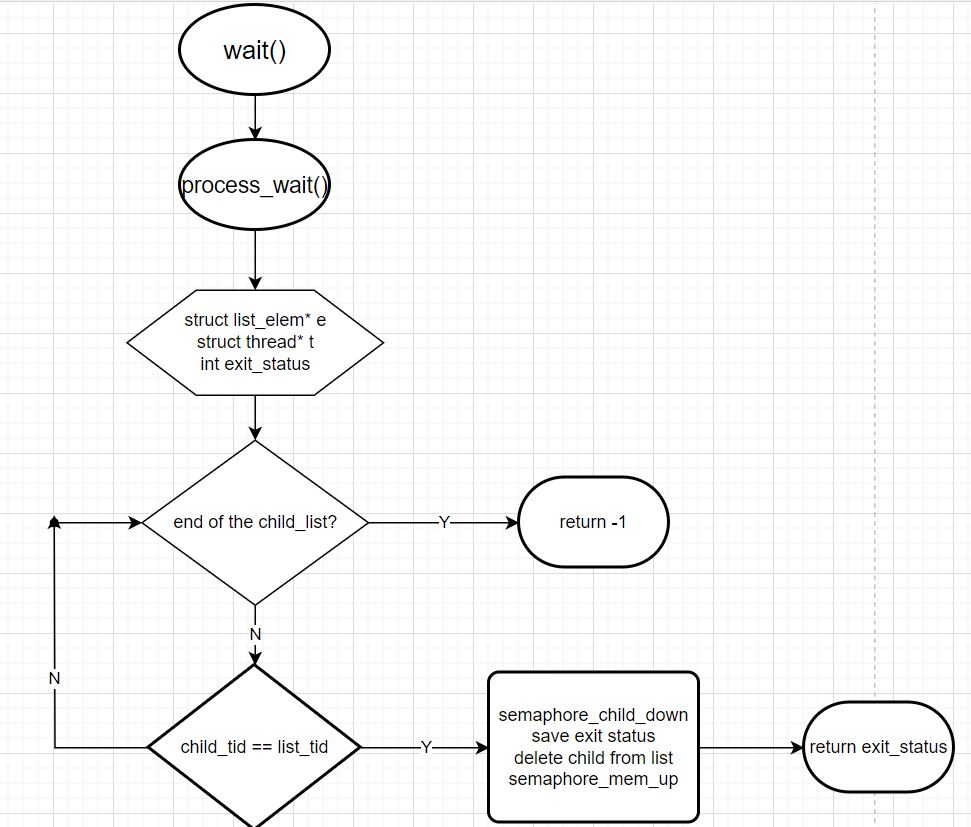 wait()
process_wait()
struct list_elem* e
struct thread* t
int exit_status
end of the child_list?
Y
return -1
N
N
child_tid == list_tid
Y
semaphore_child_down
save exit status
delete child from list
semaphore_mem_up
return exit_status